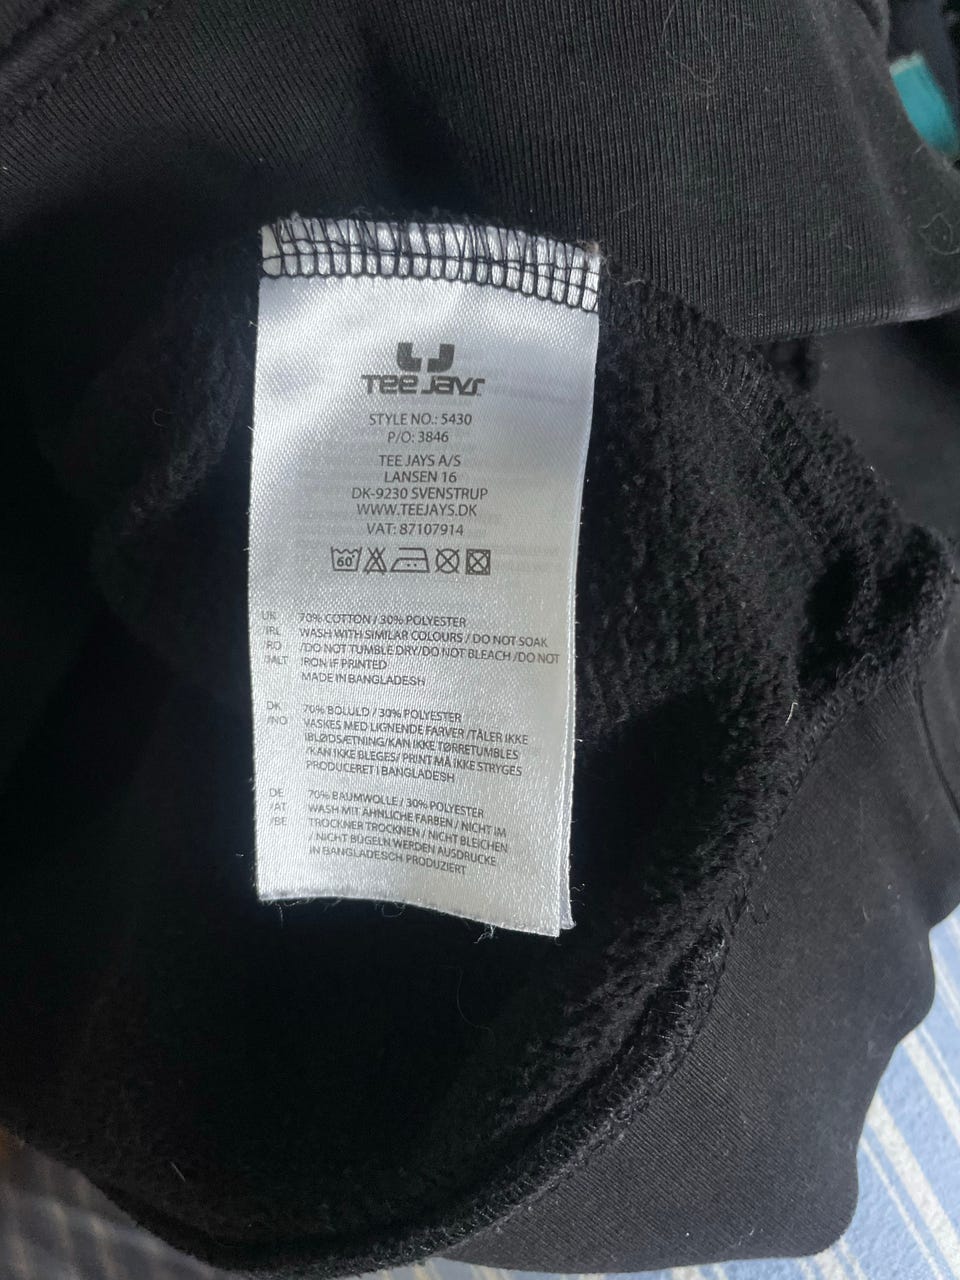 TEE JAYS
STYLE NO.: 5430
P/O: 3846
TEE JAYS A/S
LANSEN 16
DK-9230 SVENSTRUP
WWW.TEEJAYS.DK
VAT: 87107914
60
UK 70% COTTON / 30% POLYESTER
/IRL WASH WITH SIMILAR COLOURS / DO NOT SOAK
/RO /DO NOT TUMBLE DRY/DO NOT BLEACH /DO NOT
/MALT IRON IF PRINTED
MADE IN BANGLADESH
DK 70% BOLULD / 30% POLYESTER
/NO VASKES MED LIGNENDE FARVER /TÅLER IKKE
IBLØDSÆTNING/KAN IKKE TØRRETUMBLES
/KAN IKKE BLEGES/ PRINT MÅ IKKE STRYGES
PRODUCERET I BANGLADESH
DE 70% BAUMWOLLE / 30% POLYESTER
/AT WASH MIT ÄHNLICHE FARBEN / NICHT IM
/BE TROCKNER TROCKNEN / NICHT BLEICHEN
/ NICHT BÜGELN WERDEN AUSDRUCKE
IN BANGLADESCH PRODUZIERT